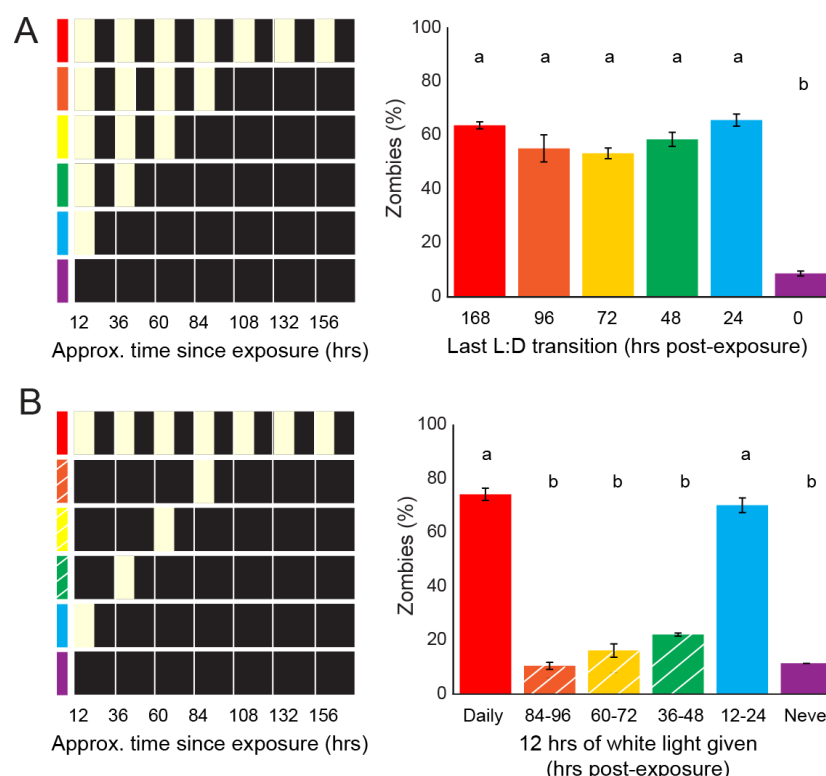 A
100
80
60
40
20
0
Zombies (%)
a a a a a b
12 36 60 84 108 132 156
Approx. time since exposure (hrs)
168 96 72 48 24 0
Last L:D transition (hrs post-exposure)
B
100
80
60
40
20
0
Zombies (%)
a b b b a b
12 36 60 84 108 132 156
Approx. time since exposure (hrs)
Daily 84-96 60-72 36-48 12-24 Neve
12 hrs of white light given
(hrs post-exposure)